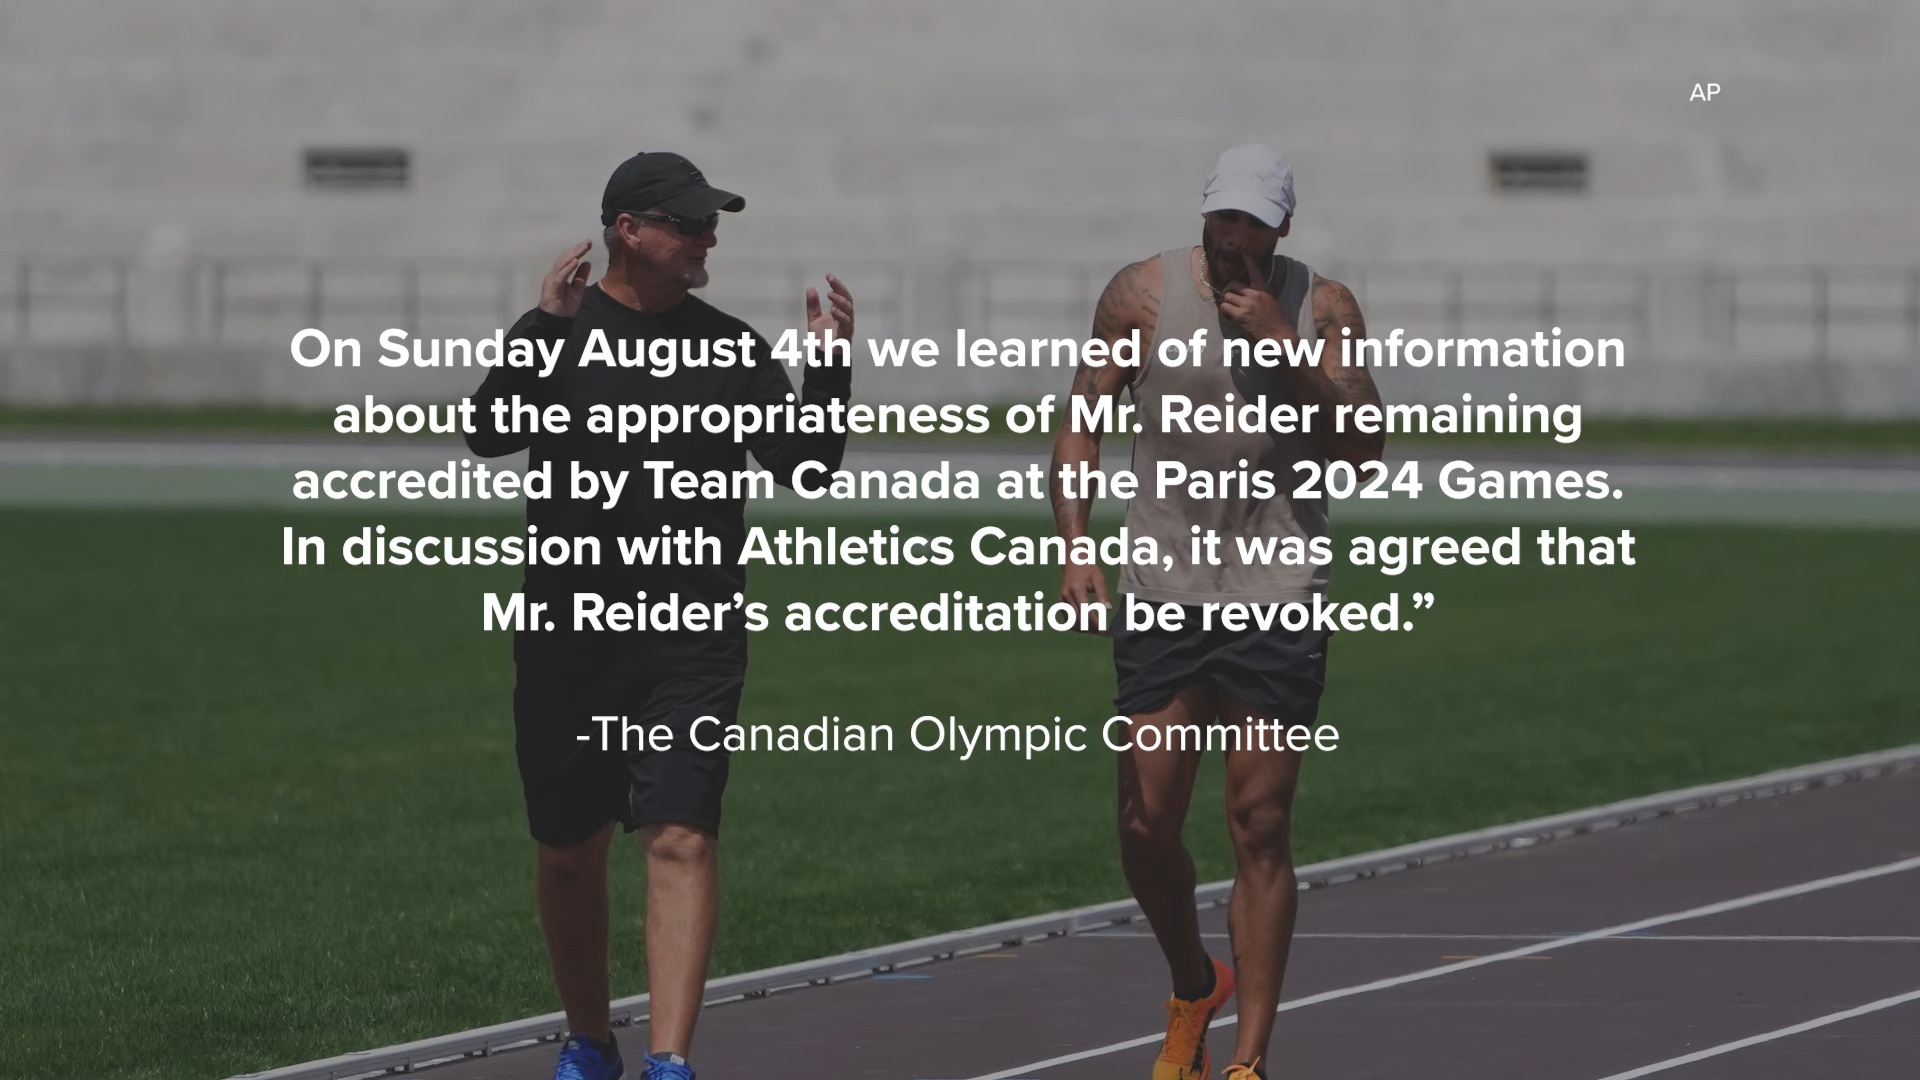 AP
On Sunday August 4th we learned of new information
about the appropriateness of Mr. Reider remaining
accredited by Team Canada at the Paris 2024 Games.
In discussion with Athletics Canada, it was agreed that
Mr. Reider’s accreditation be revoked.”
-The Canadian Olympic Committee